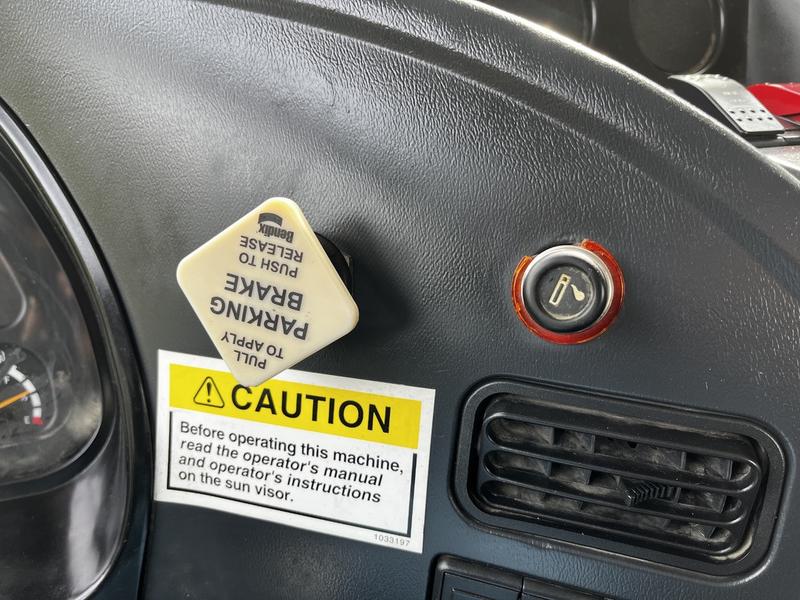 PULL
TO APPLY
PARKING
BRAKE
PUSH TO
RELEASE
Bendix
CAUTION
Before operating this machine,
read the operator's manual
and operator's instructions
on the sun visor.
1033197
F